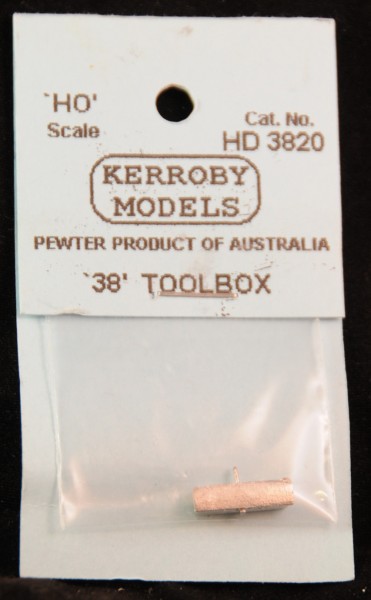 `HO'
Scale
Cat. No.
HD 3820
KERROBY
MODELS
PEWTER PRODUCT OF AUSTRALIA
`38' TOOLBOX